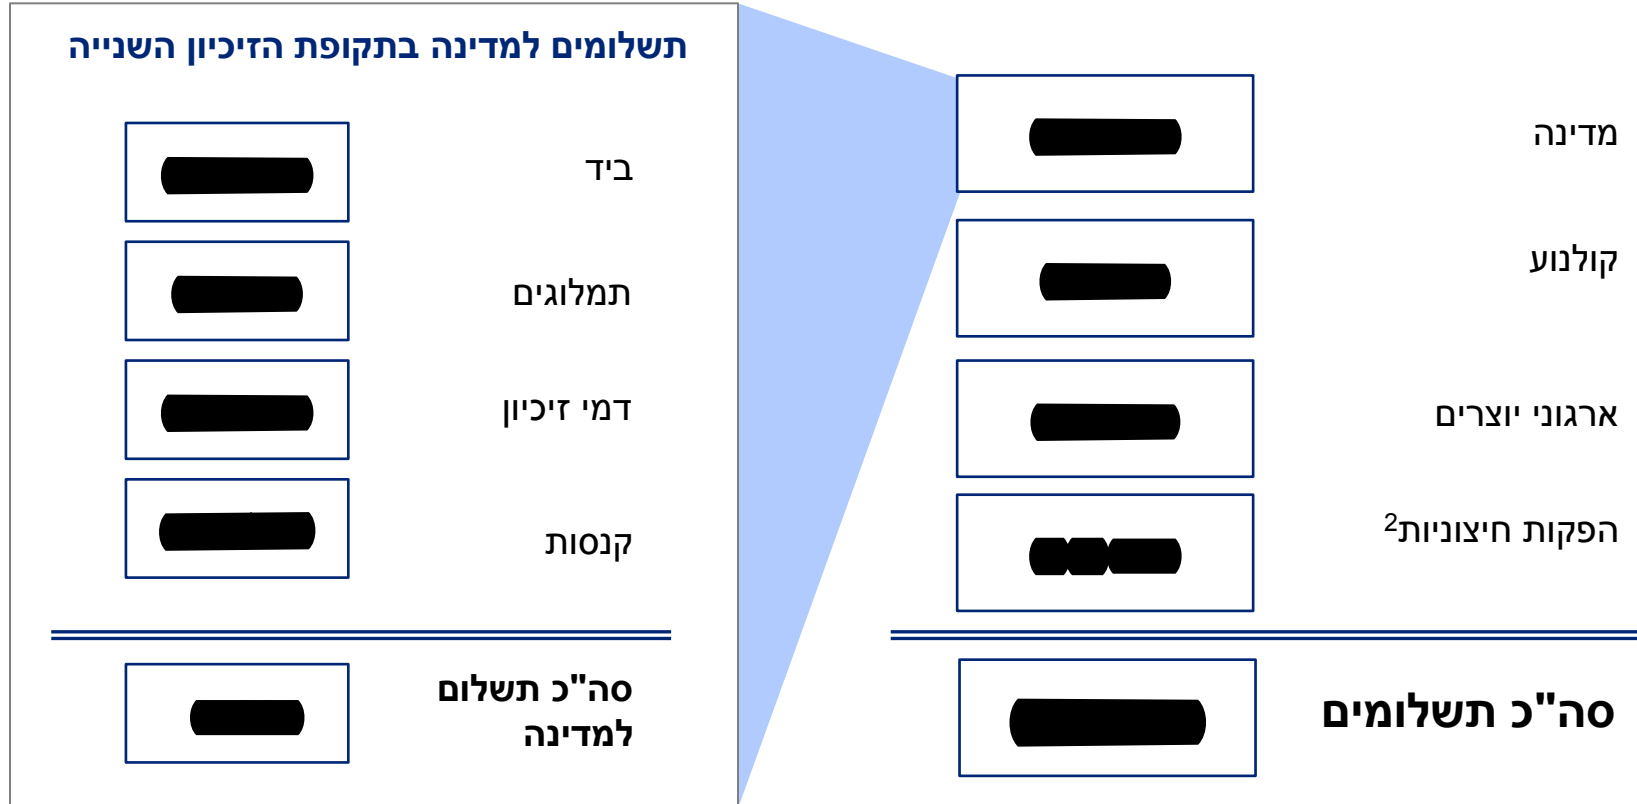 מדינה
קולנוע
ארגוני יוצרים
הפקות חיצוניות2
סה"כ תשלומים
תשלומים למדינה בתקופת הזיכיון השנייה
ביד
תמלוגים
דמי זיכיון
קנסות
סה"כ תשלום
למדינה